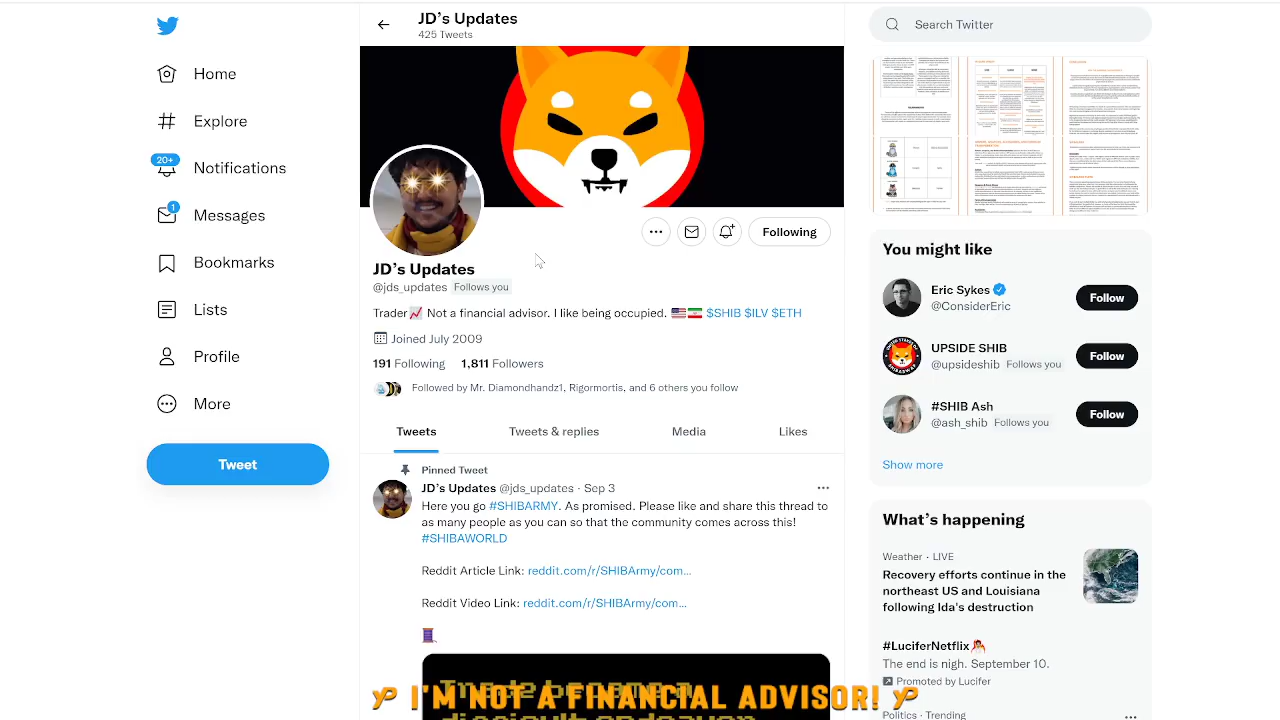 JD's Updates
425 Tweets
Search Twitter
Home
Explore
20+
Notifications
1
Messages
Bookmarks
Lists
Profile
More
Tweet
Following
JD's Updates
@jds_updates Follows you
Trader📈 Not a financial advisor. I like being occupied. 🇺🇸🇮🇷 $SHIB $ILV $ETH
Joined July 2009
191 Following 1,811 Followers
Followed by Mr. Diamondhandz1, Rigormortis, and 6 others you follow
Tweets Tweets & replies Media Likes
Pinned Tweet
JD's Updates @jds_updates · Sep 3
Here you go #SHIBARMY. As promised. Please like and share this thread to
as many people as you can so that the community comes across this!
#SHIBAWORLD
Reddit Article Link: reddit.com/r/SHIBArmy/com...
Reddit Video Link: reddit.com/r/SHIBArmy/com...
🧵
I'M NOT A FINANCIAL ADVISOR!
You might like
Eric Sykes
@ConsiderEric
Follow
UPSIDE SHIB
@upsideshib Follows you
Follow
#SHIB Ash
@ash_shib Follows you
Follow
Show more
What's happening
Weather · LIVE
Recovery efforts continue in the
northeast US and Louisiana
following Ida's destruction
#LuciferNetflix
The end is nigh. September 10.
Promoted by Lucifer
Politics · Trending